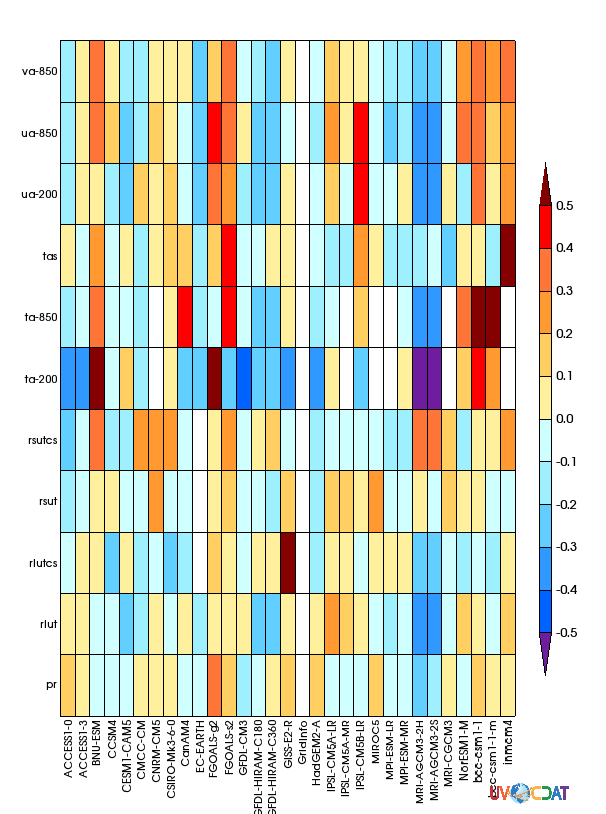 va-850
ua-850
ua-200
tas
ta-850
ta-200
rsutcs
rsut
rlutcs
rlut
pr
0.5
0.4
0.3
0.2
0.1
0.0
-0.1
-0.2
-0.3
-0.4
-0.5
ACCESS1-0
ACCESS1-3
BNU-ESM
CCSM4
CESM1-CAM5
CMCC-CM
CNRM-CM5
CSIRO-Mk3-6-0
CanAM4
EC-EARTH
FGOALS-g2
FGOALS-s2
GFDL-CM3
GFDL-HIRAM-C180
GFDL-HIRAM-C360
GISS-E2-R
GridInfo
HadGEM2-A
IPSL-CM5A-LR
IPSL-CM5A-MR
IPSL-CM5B-LR
MIROC5
MPI-ESM-LR
MPI-ESM-MR
MRI-AGCM3-2H
MRI-AGCM3-2S
MRI-CGCM3
NorESM1-M
bcc-csm1-1
bcc-csm1-1-m
inmcm4
UV-CDAT